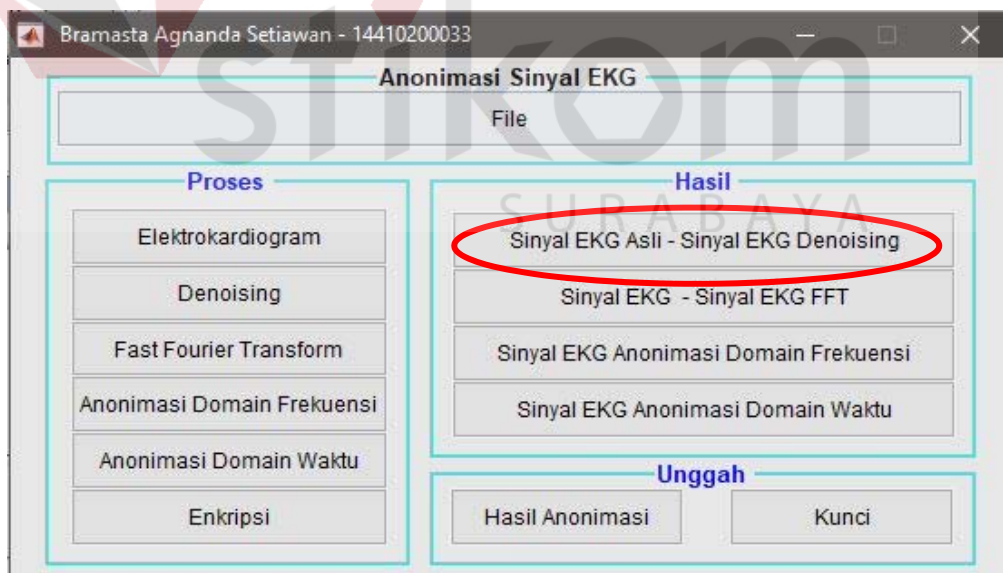 Bramasta Agnanda Setiawan - 14410200033
Anonimasi Sinyal EKG
File
Proses
Elektrokardiogram
Denoising
Fast Fourier Transform
Anonimasi Domain Frekuensi
Anonimasi Domain Waktu
Enkripsi
Hasil
Sinyal EKG Asli - Sinyal EKG Denoising
Sinyal EKG - Sinyal EKG FFT
Sinyal EKG Anonimasi Domain Frekuensi
Sinyal EKG Anonimasi Domain Waktu
Unggah
Hasil Anonimasi
Kunci
stikom
SURABAYA